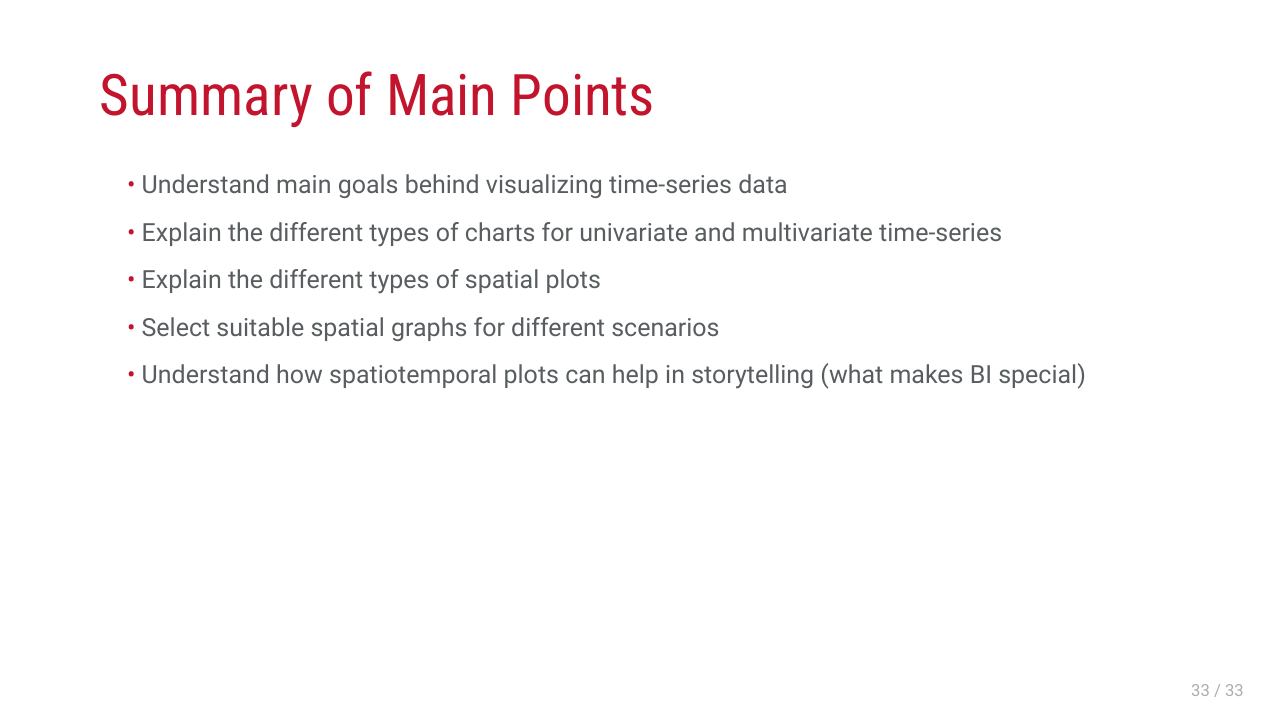 Summary of Main Points
• Understand main goals behind visualizing time-series data
• Explain the different types of charts for univariate and multivariate time-series
• Explain the different types of spatial plots
• Select suitable spatial graphs for different scenarios
• Understand how spatiotemporal plots can help in storytelling (what makes BI special)
33 / 33